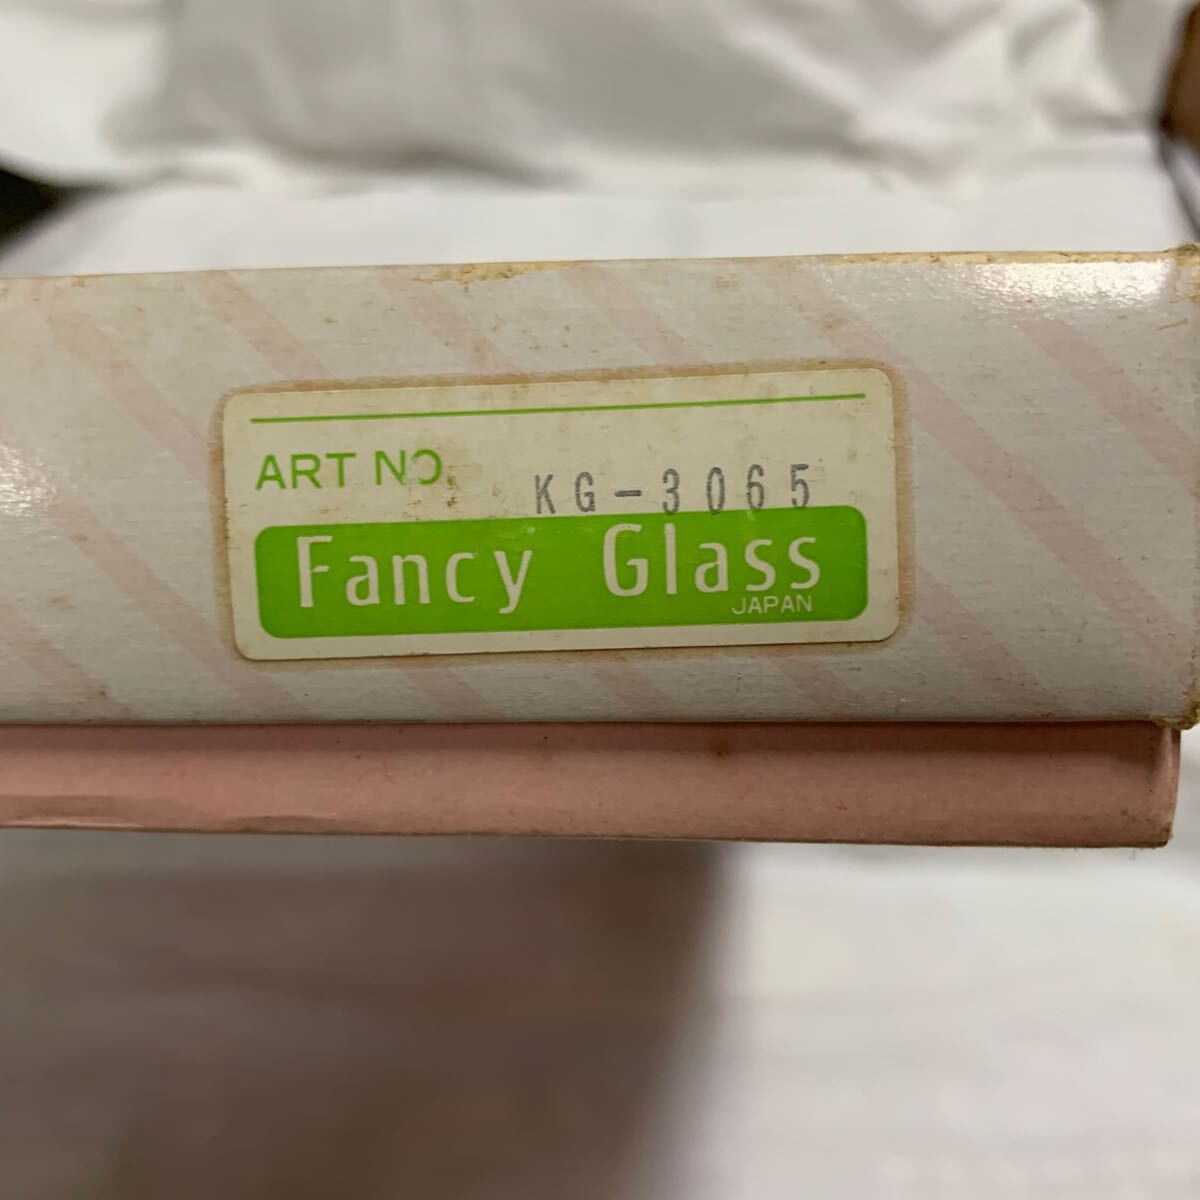 ART NO. KG-3065
Fancy Glass
JAPAN